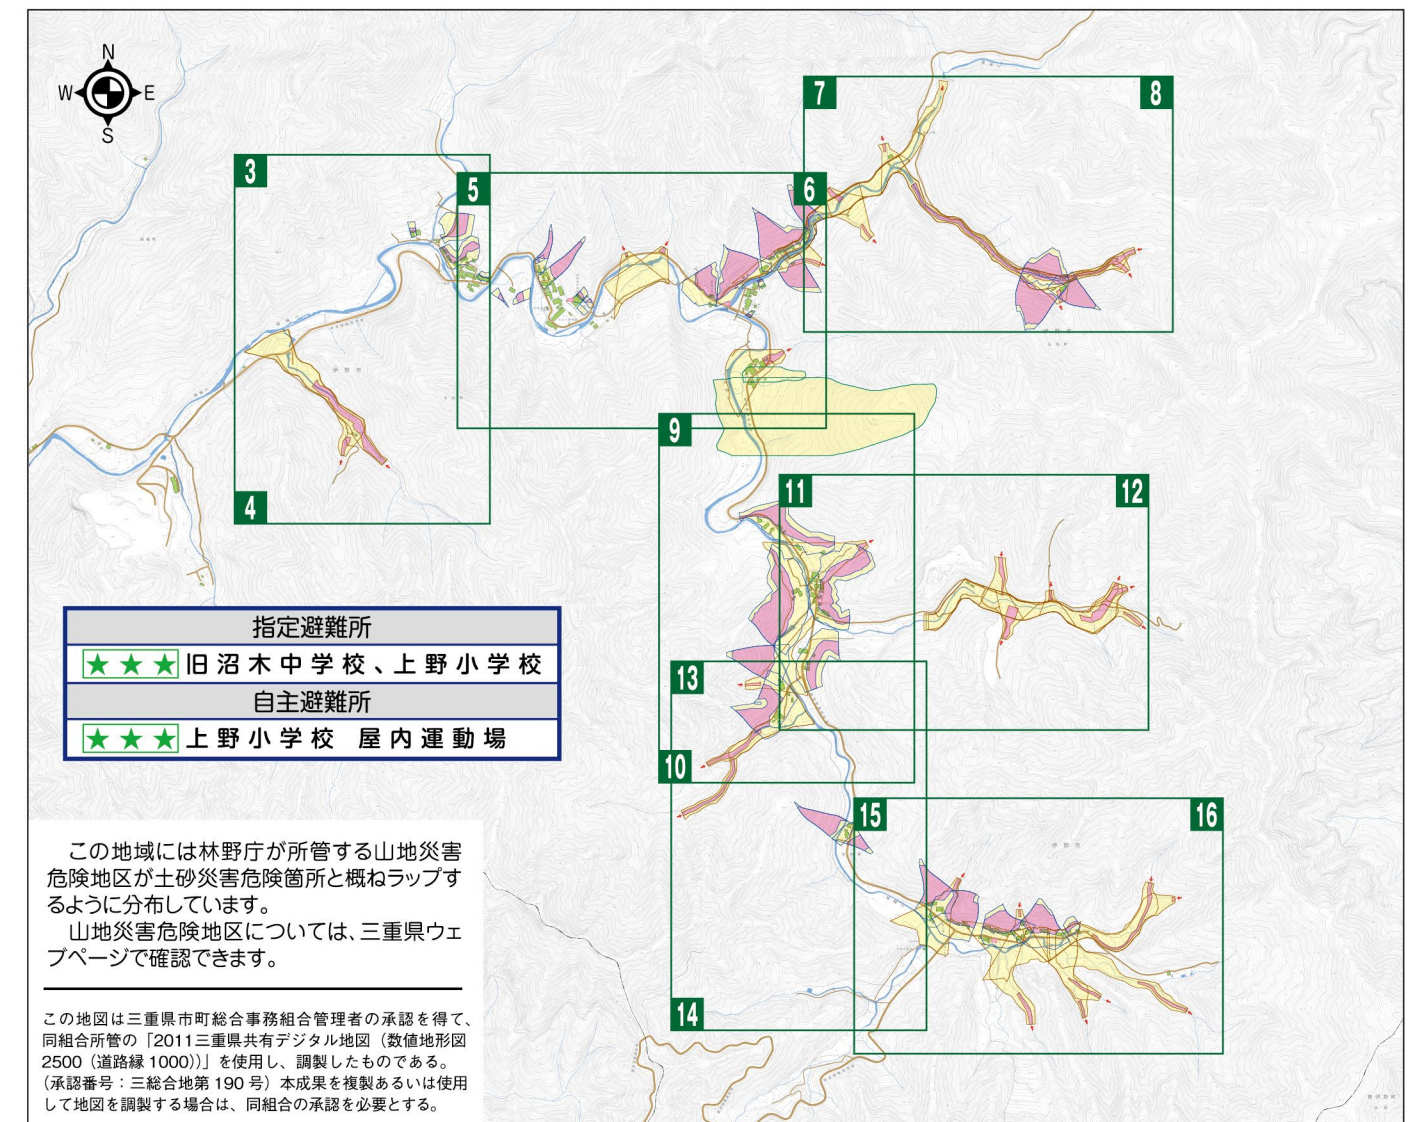 N
W E
S
7
8
3
5
6
9
4
11
12
13
10
15
16
14
指定避難所
★★★ 旧沼木中学校、上野小学校
自主避難所
★★★ 上野小学校 屋内運動場
この地域には林野庁が所管する山地災害
危険地区が土砂災害危険箇所と概ねラップす
るように分布しています。
山地災害危険地区については、三重県ウェ
ブページで確認できます。
この地図は三重県市町総合事務組合管理者の承認を得て、
同組合所管の「2011三重県共有デジタル地図（数値地形図
2500（道路縁1000））」を使用し、調製したものである。
（承認番号：三総合地第190号）本成果を複製あるいは使用
して地図を調製する場合は、同組合の承認を必要とする。
伊勢市
伊勢市
伊勢市